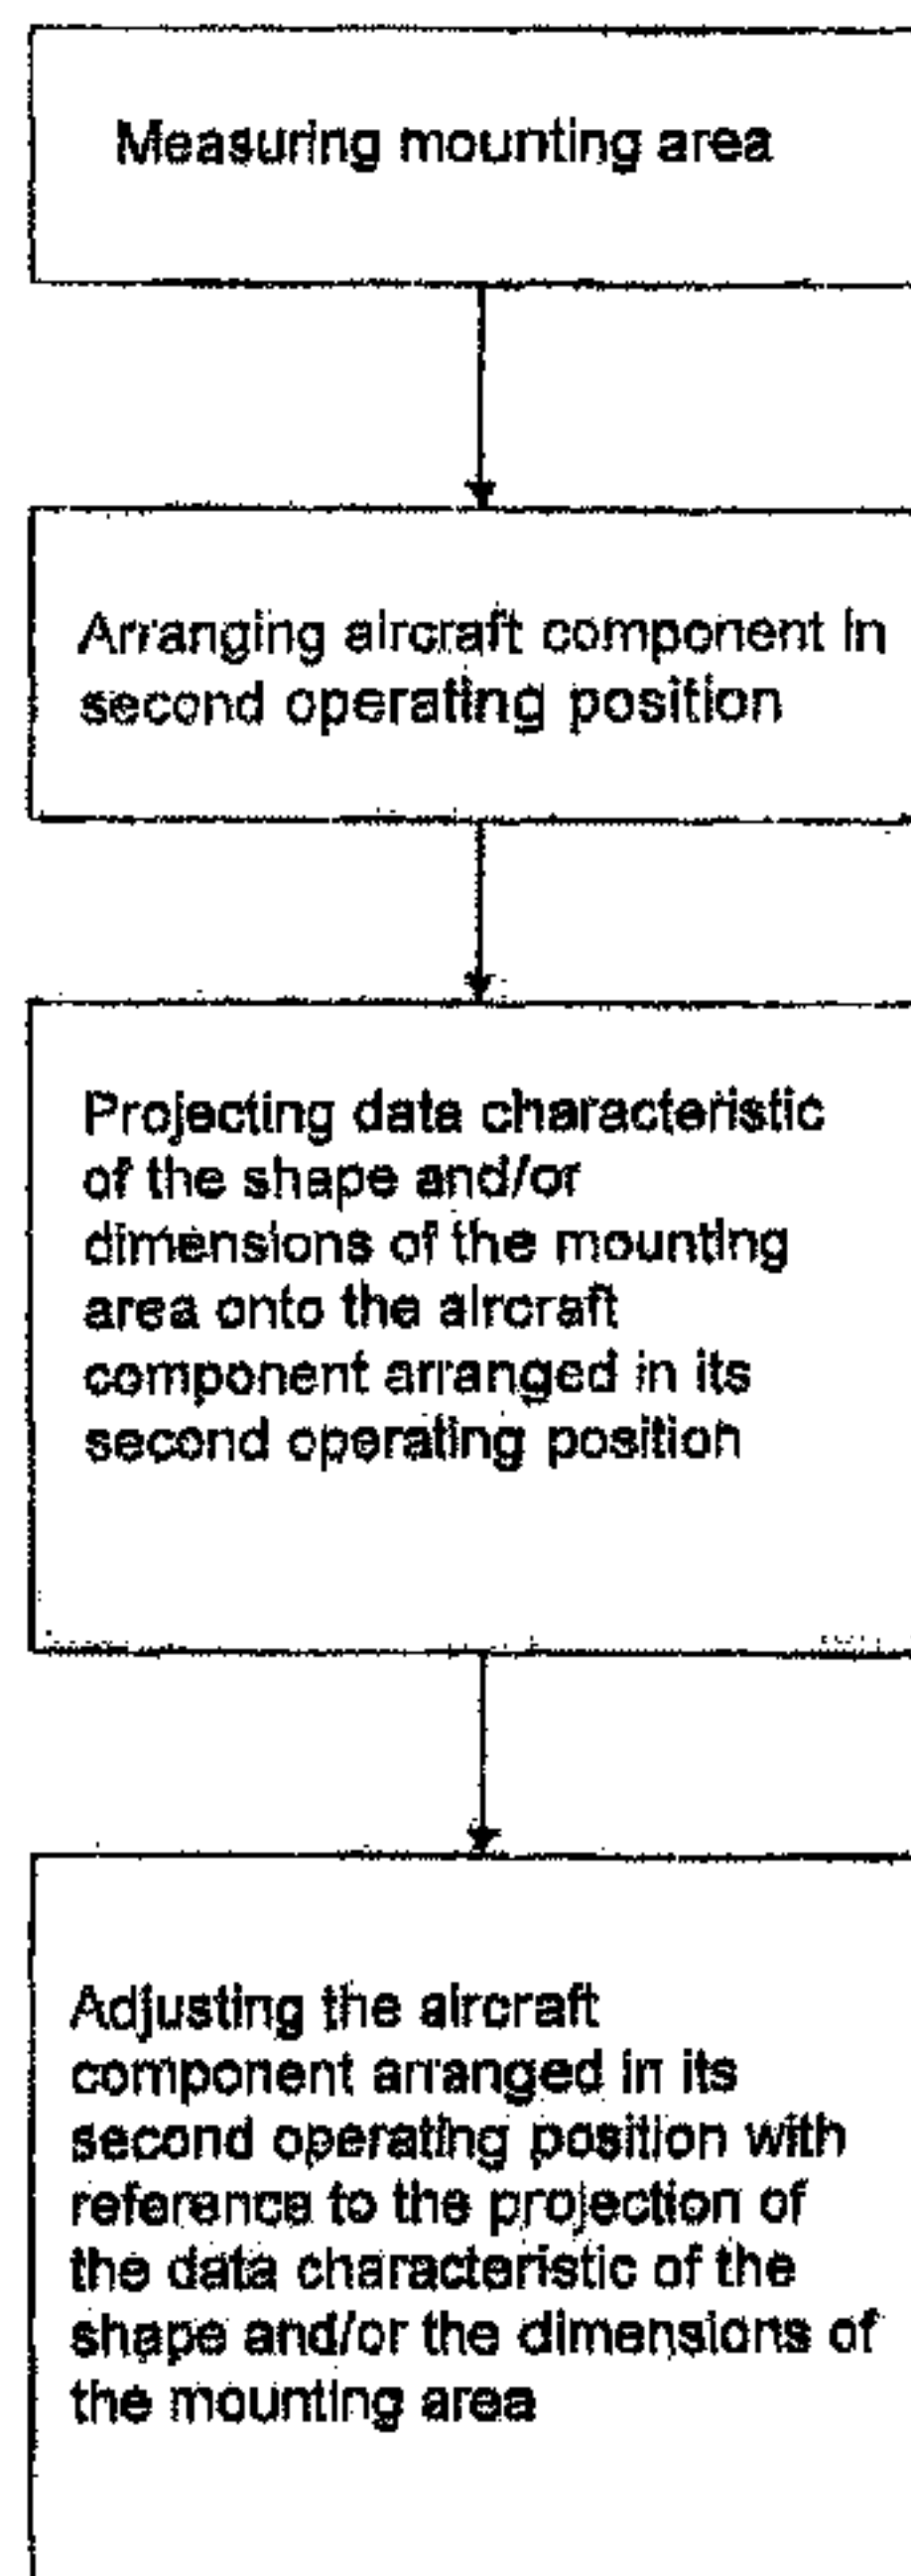 Measuring mounting area
Arranging aircraft component in
second operating position
Projecting data characteristic
of the shape and/or
dimensions of the mounting
area onto the aircraft
component arranged in its
second operating position
Adjusting the aircraft
component arranged in its
second operating position with
reference to the projection of
the data characteristic of the
shape and/or the dimensions of
the mounting area